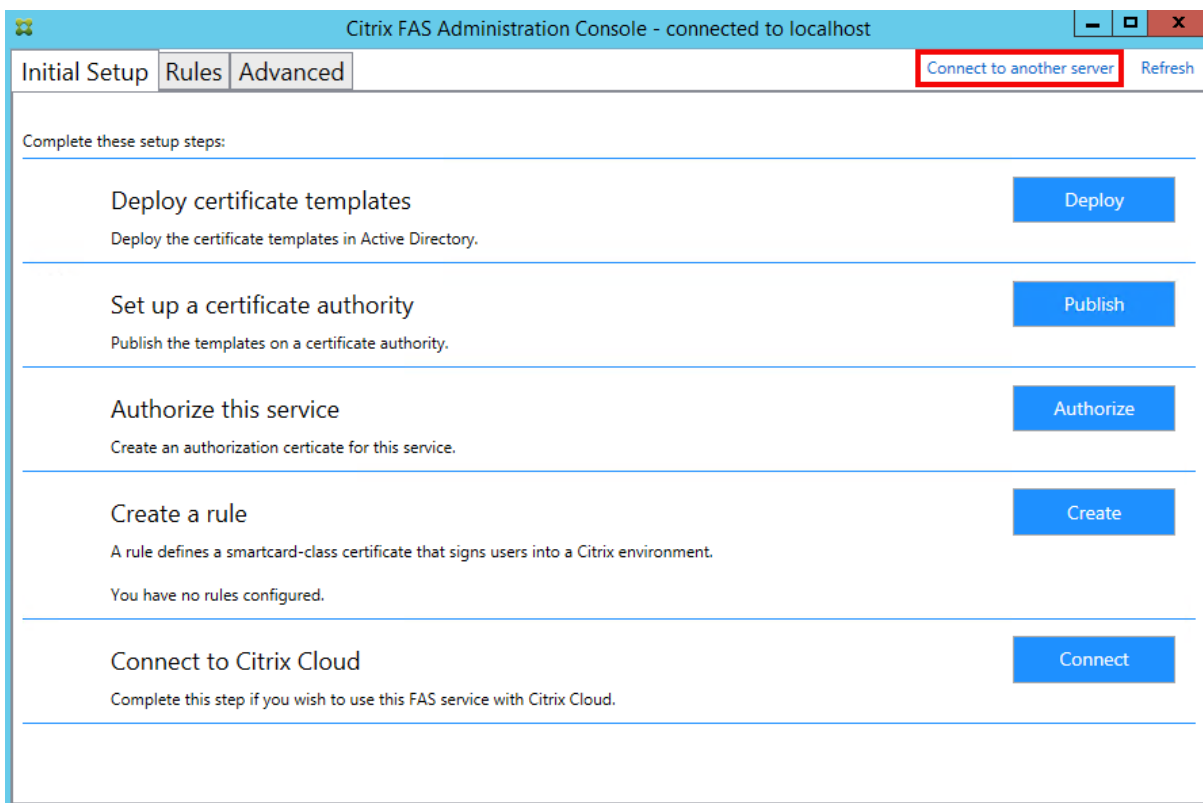 Citrix FAS Administration Console - connected to localhost
Initial Setup Rules Advanced Connect to another server Refresh
Complete these setup steps:
Deploy certificate templates
Deploy
Deploy the certificate templates in Active Directory.
Set up a certificate authority
Publish
Publish the templates on a certificate authority.
Authorize this service
Authorize
Create an authorization certicate for this service.
Create a rule
Create
A rule defines a smartcard-class certificate that signs users into a Citrix environment.
You have no rules configured.
Connect to Citrix Cloud
Connect
Complete this step if you wish to use this FAS service with Citrix Cloud.